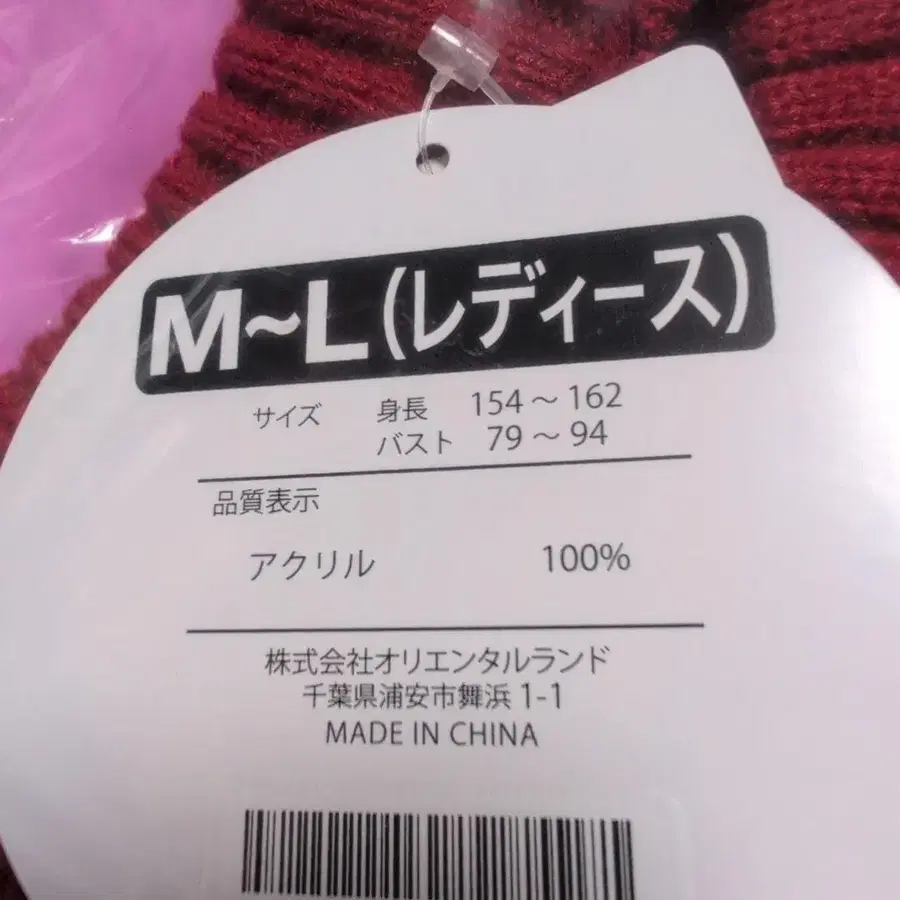 M~L(レディース)
サイズ 身長 154～162
バスト 79～94
品質表示
アクリル 100%
株式会社オリエンタルランド
千葉県浦安市舞浜 1-1
MADE IN CHINA